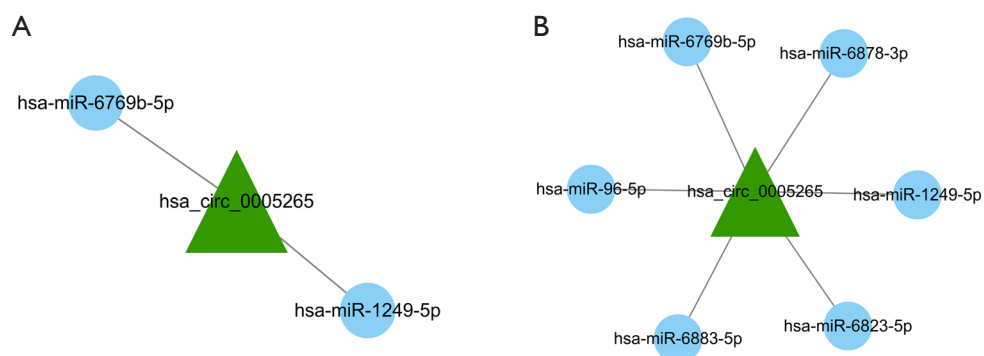 A
hsa-miR-6769b-5p
hsa_circ_0005265
hsa-miR-1249-5p
B
hsa-miR-6769b-5p
hsa-miR-6878-3p
hsa-miR-96-5p
hsa_circ_0005265
hsa-miR-1249-5p
hsa-miR-6883-5p
hsa-miR-6823-5p